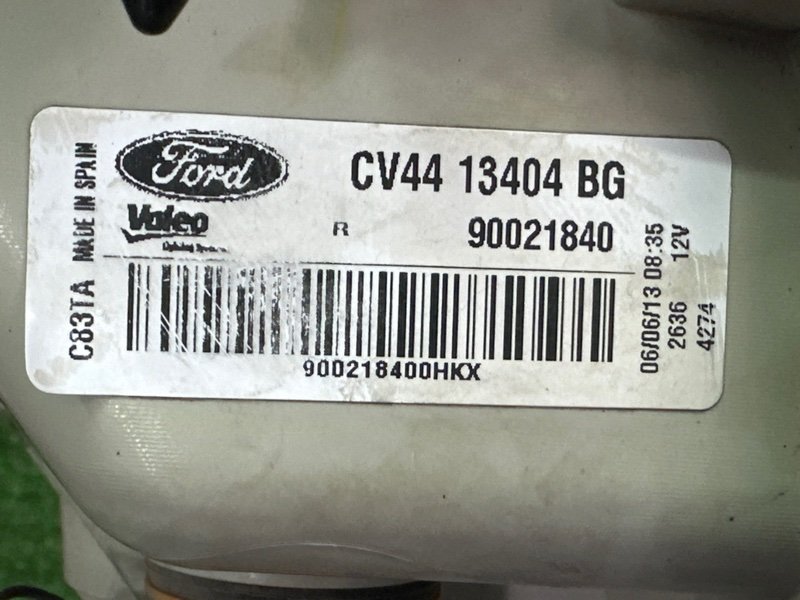 Ford
CV44 13404 BG
Valeo
R
90021840
900218400HKX
C83TA MADE IN SPAIN
06/06/13 08:35
2636 12V
4274